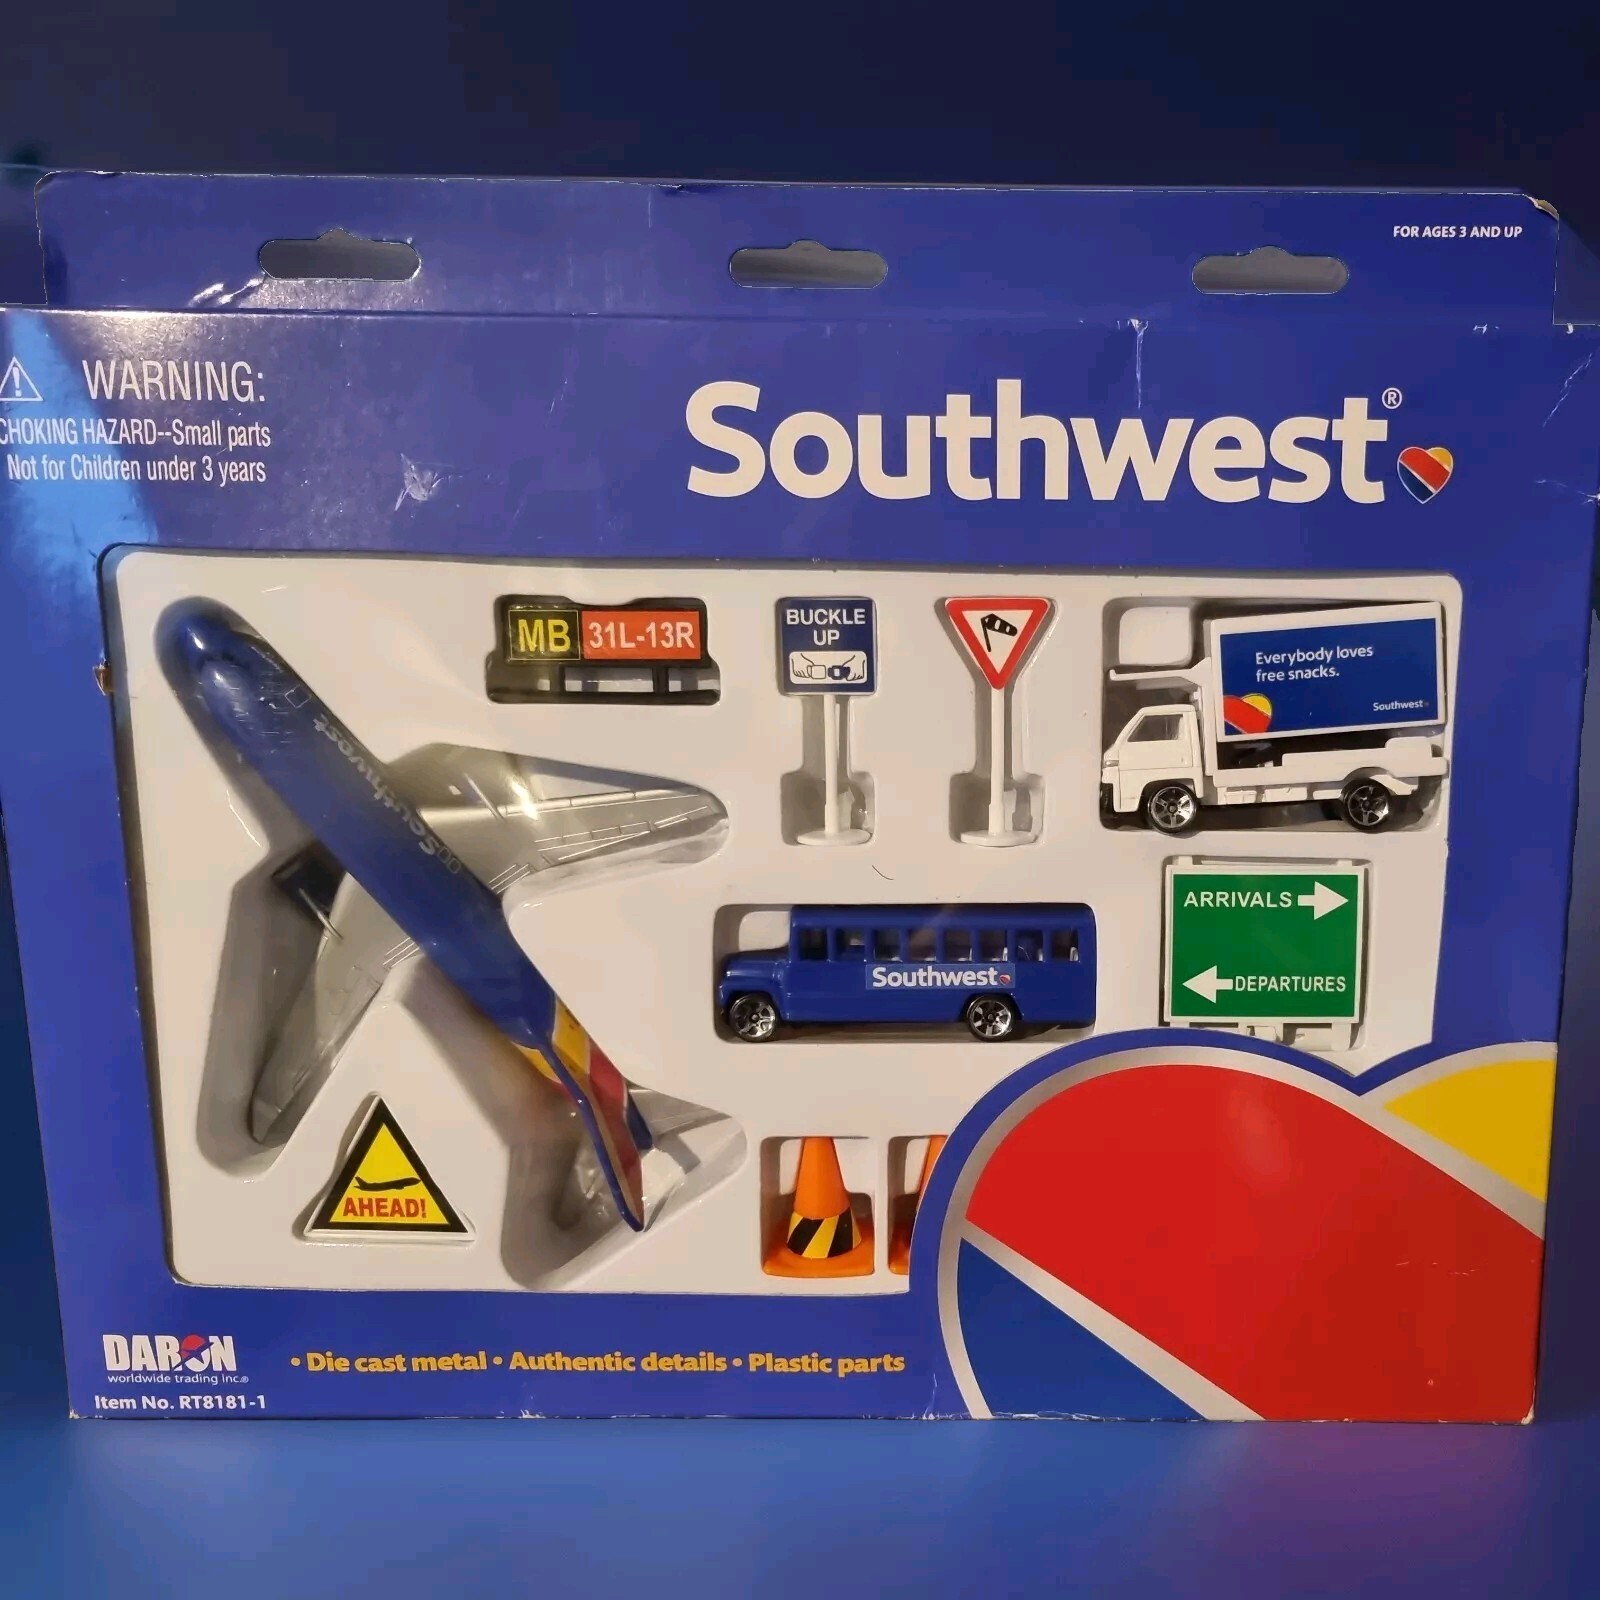 FOR AGES 3 AND UP
WARNING:
CHOKING HAZARD--Small parts
Not for Children under 3 years
Southwest®
MB 31L-13R
BUCKLE
UP
Everybody loves
free snacks.
Southwest
Southwest
ARRIVALS
DEPARTURES
Southwest
AHEAD!
DARON
worldwide trading inc.®
Item No. RT8181-1
• Die cast metal • Authentic details • Plastic parts